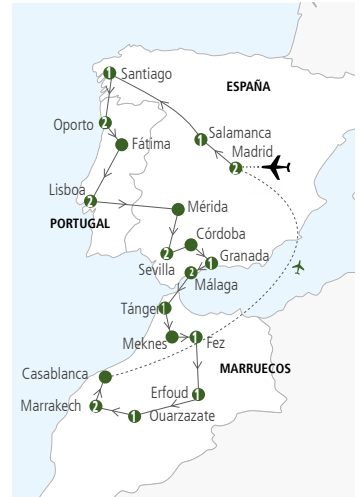 1 Santiago
ESPAÑA
Oporto 2
1 Salamanca
Fátima
Madrid
2
Lisboa
2
Mérida
PORTUGAL
Córdoba
2 1 Granada
Sevilla
2
Málaga
Tánger
1
Meknes 1 Fez
Casablanca
MARRUECOS
Erfoud 1
Marrakech 2
1
Ouarzazate